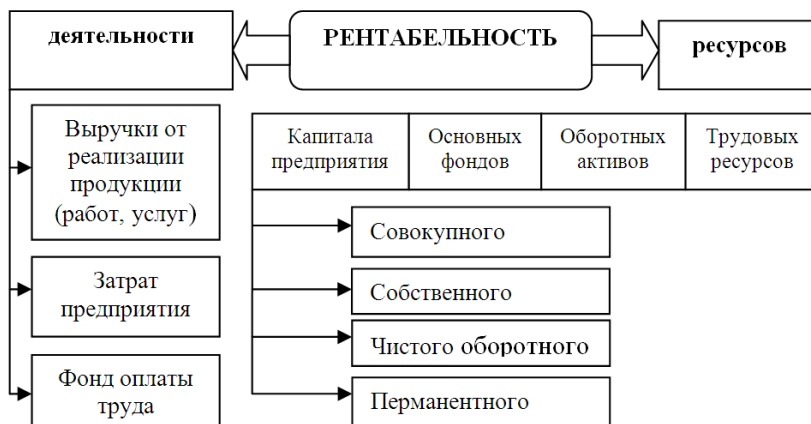 деятельности
РЕНТАБЕЛЬНОСТЬ
ресурсов
Выручки от
реализации
продукции
(работ, услуг)
Затрат
предприятия
Фонд оплаты
труда
Капитала
предприятия
Основных
фондов
Оборотных
активов
Трудовых
ресурсов
Совокупного
Собственного
Чистого оборотного
Перманентного